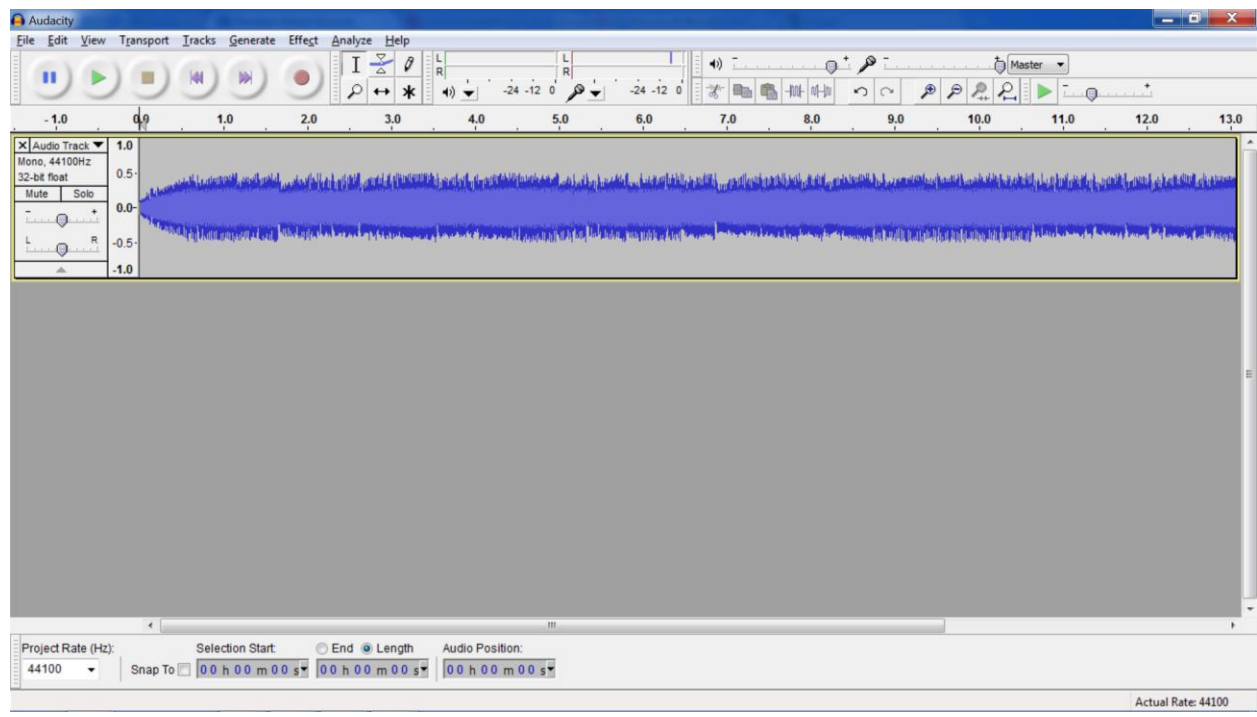 Audacity
File Edit View Transport Tracks Generate Effect Analyze Help
L
R
L
R
-24 -12 0
-24 -12 0
Master
- 1.0 0.0 1.0 2.0 3.0 4.0 5.0 6.0 7.0 8.0 9.0 10.0 11.0 12.0 13.0
X Audio Track
Mono, 44100Hz
32-bit float
Mute Solo
- +
L R
1.0
0.5
0.0
-0.5
-1.0
Project Rate (Hz): Selection Start: End Length Audio Position:
44100 Snap To 00 h 00 m 00 s 00 h 00 m 00 s 00 h 00 m 00 s
Actual Rate: 44100